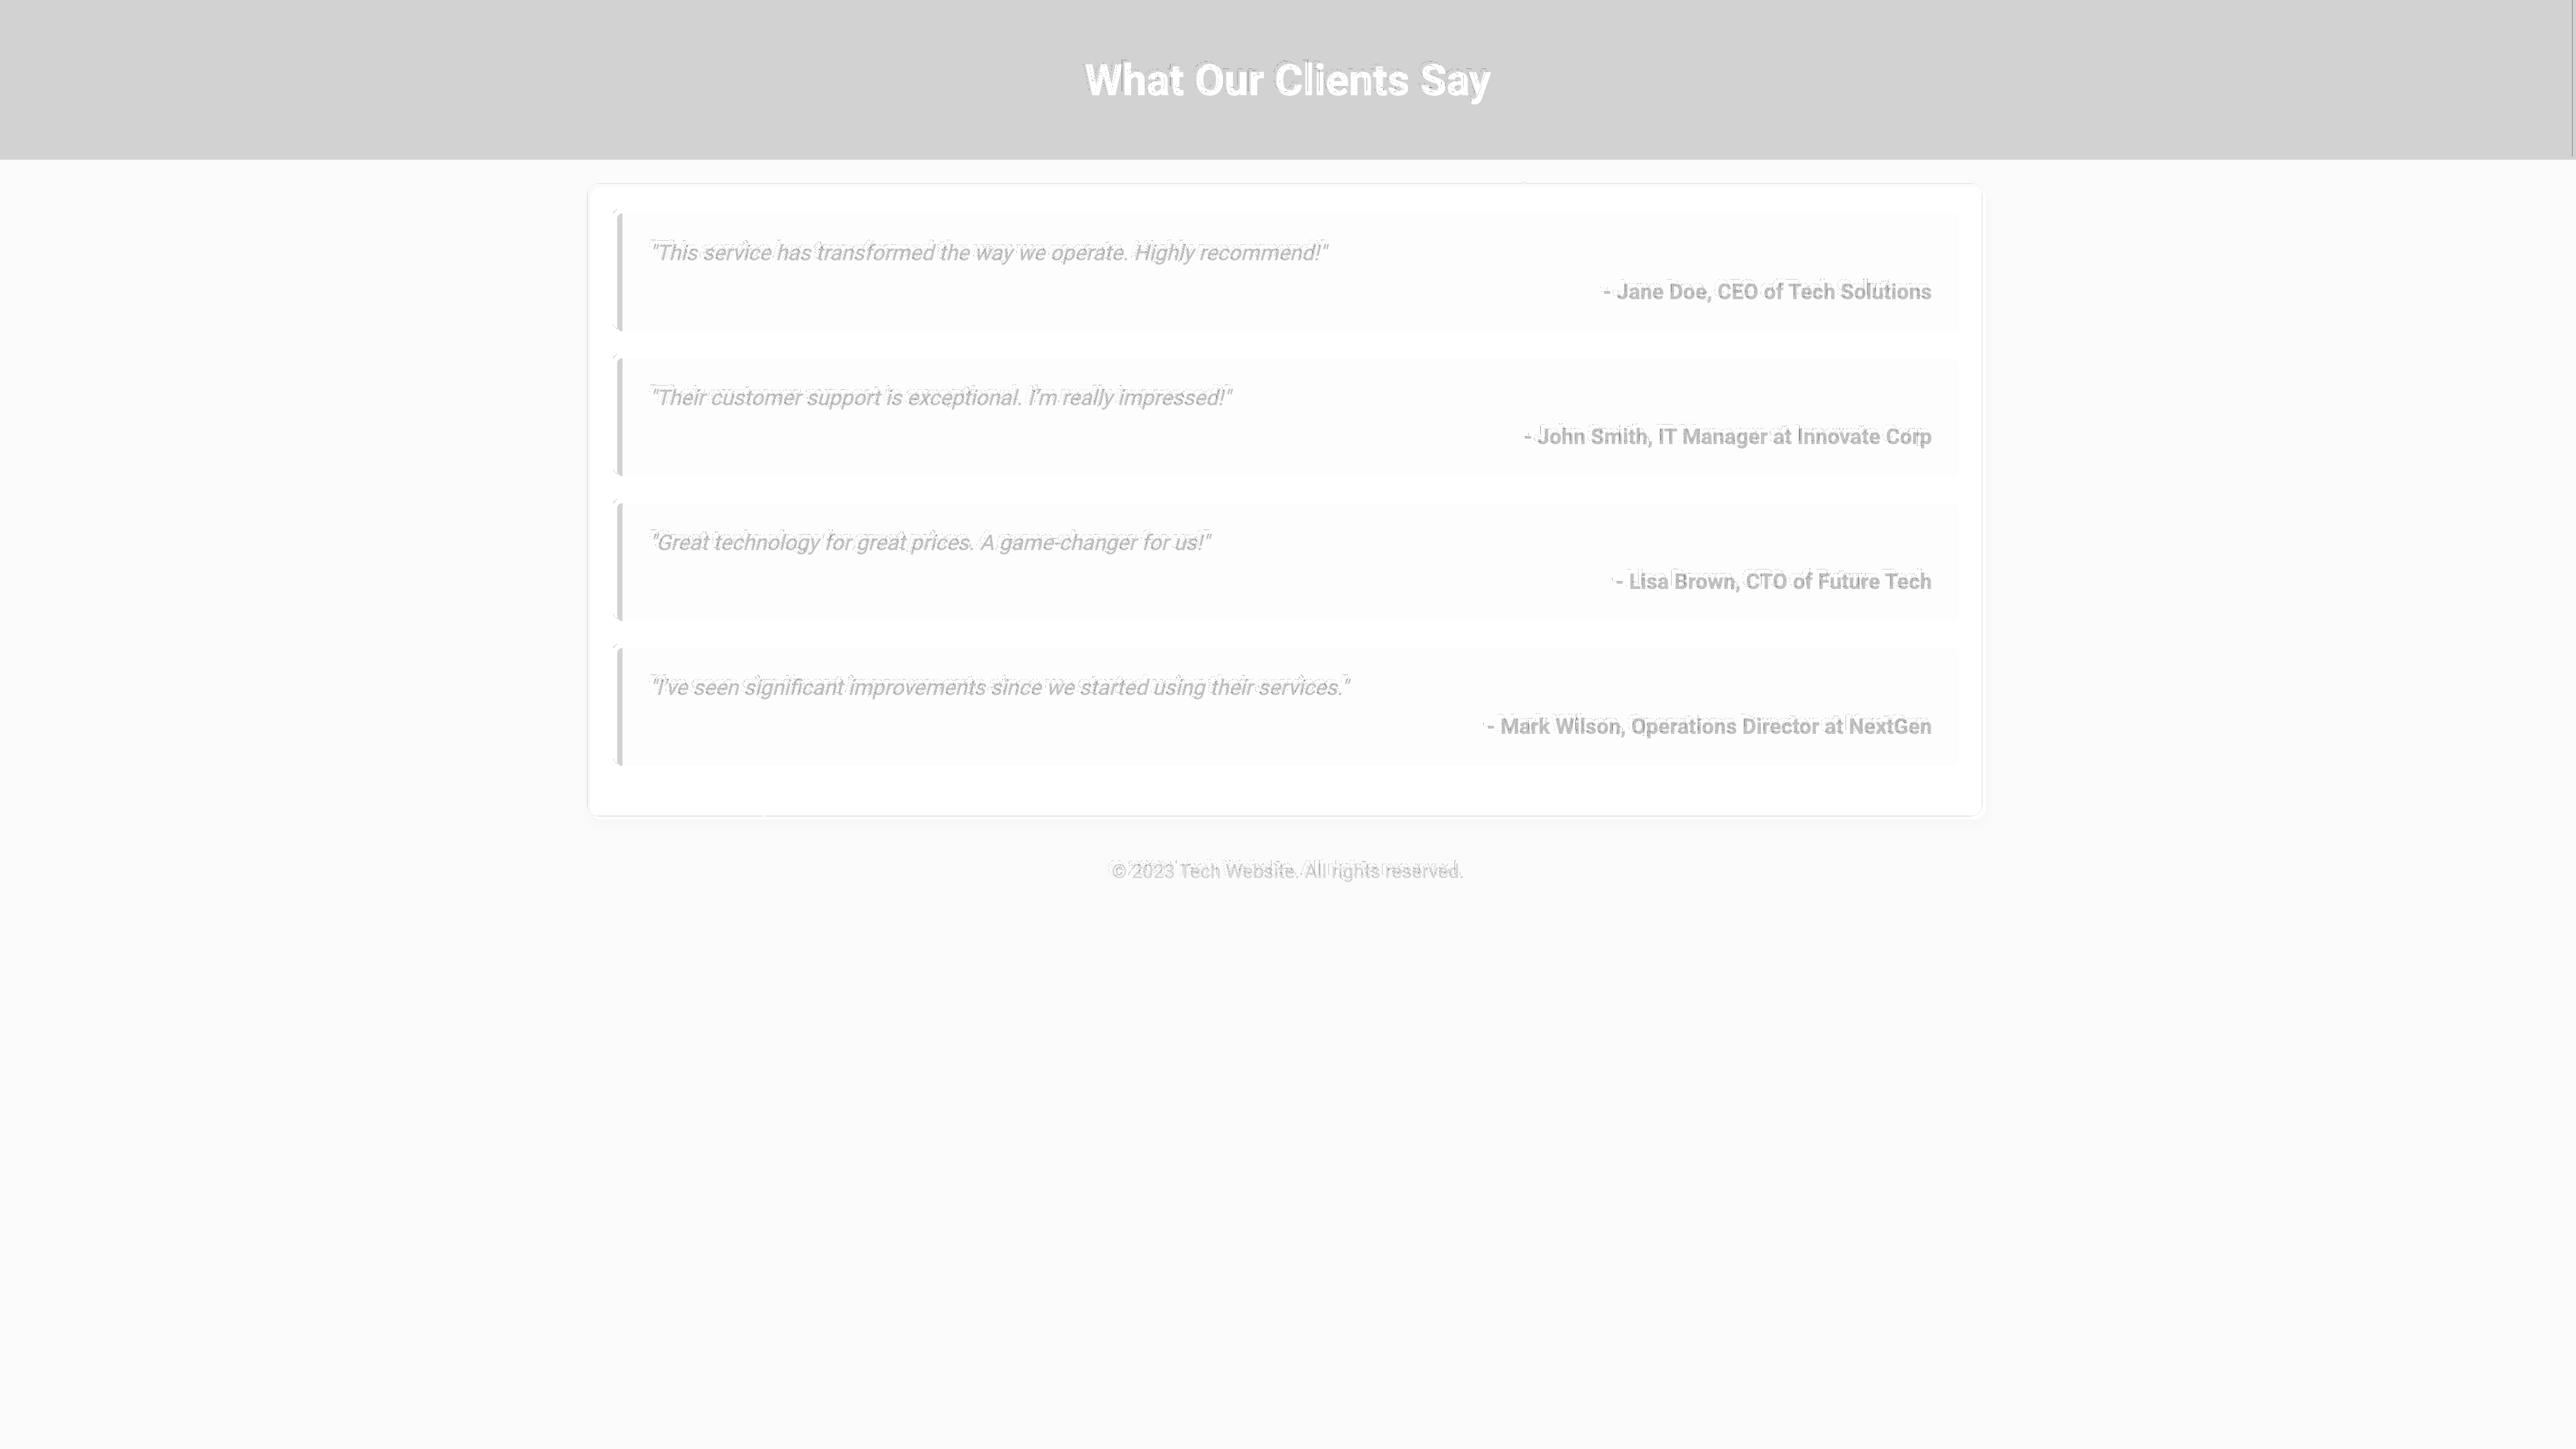 What Our Clients Say
"This service has transformed the way we operate. Highly recommend!"
- Jane Doe, CEO of Tech Solutions
"Their customer support is exceptional. I'm really impressed!"
- John Smith, IT Manager at Innovate Corp
"Great technology for great prices. A game-changer for us!"
- Lisa Brown, CTO of Future Tech
"I've seen significant improvements since we started using their services."
- Mark Wilson, Operations Director at NextGen
© 2023 Tech Website. All rights reserved.